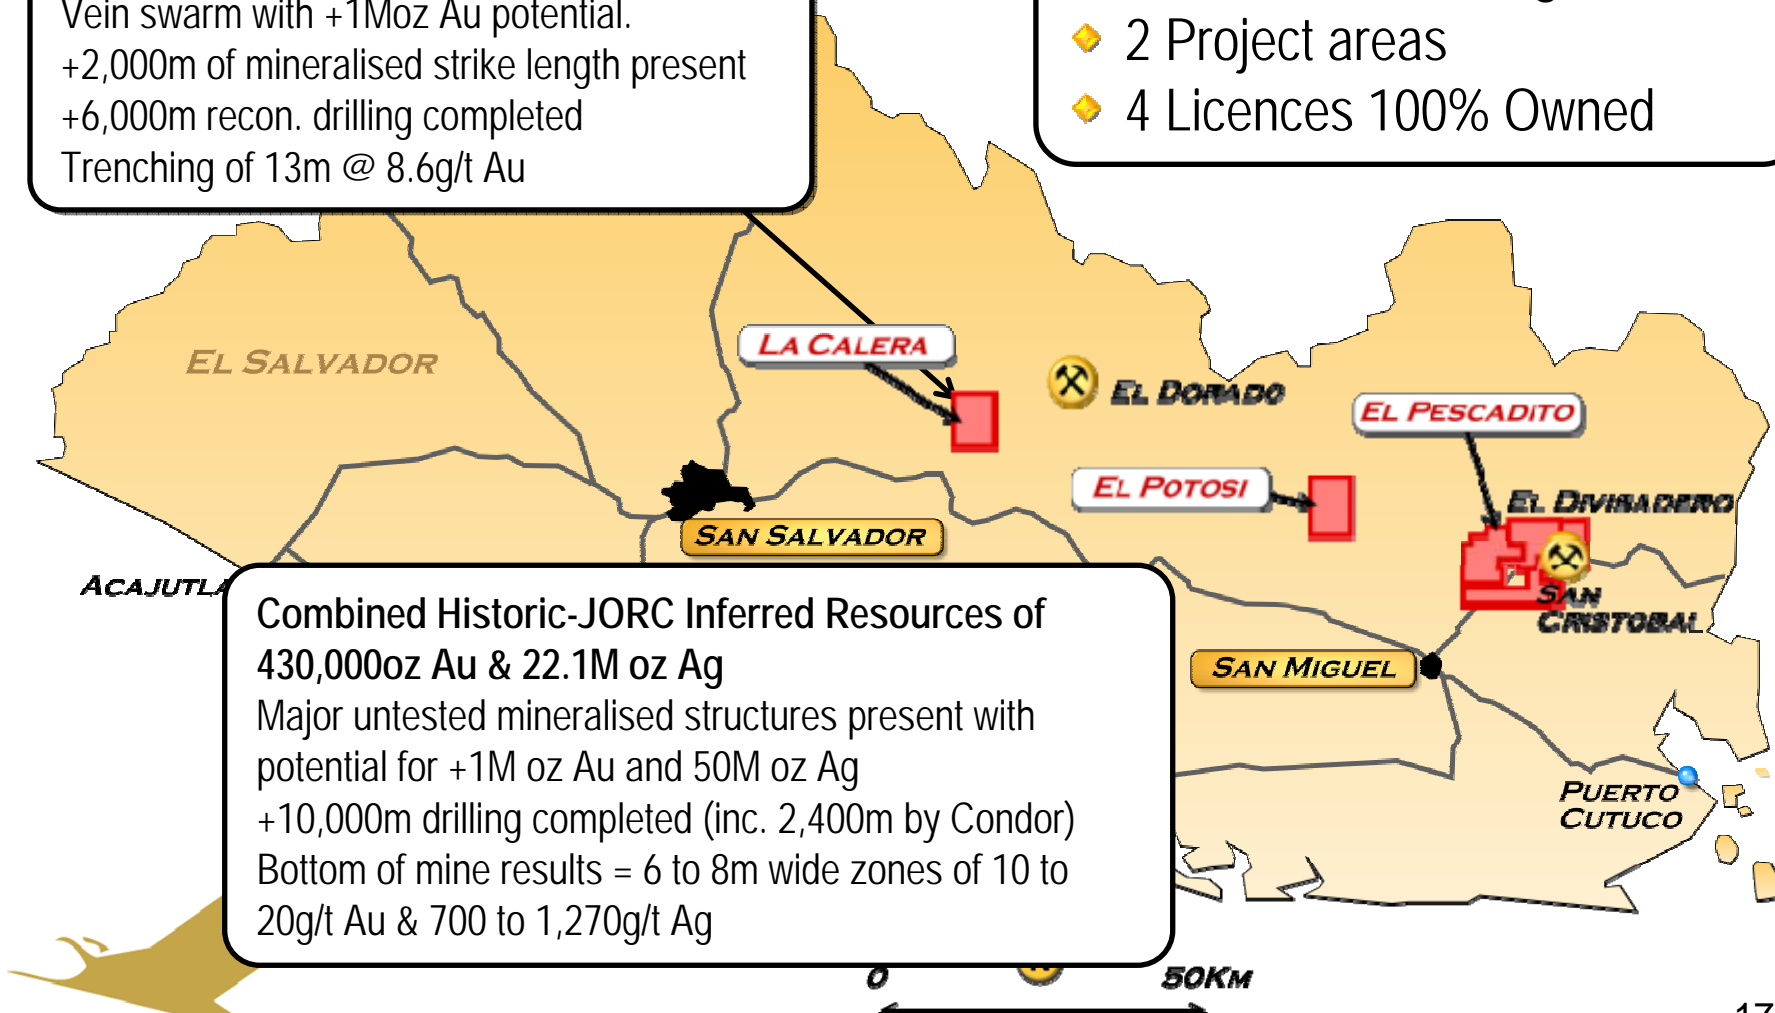 Vein swarm with +1Moz Au potential.
+2,000m of mineralised strike length present
+6,000m recon. drilling completed
Trenching of 13m @ 8.6g/t Au
2 Project areas
4 Licences 100% Owned
EL SALVADOR
LA CALERA
EL DORADO
EL PESCADITO
EL POTOSI
EL DIVISADERO
SAN SALVADOR
SAN
CRISTOBAL
ACAJUTLA
Combined Historic-JORC Inferred Resources of
430,000oz Au & 22.1M oz Ag
Major untested mineralised structures present with
potential for +1M oz Au and 50M oz Ag
+10,000m drilling completed (inc. 2,400m by Condor)
Bottom of mine results = 6 to 8m wide zones of 10 to
20g/t Au & 700 to 1,270g/t Ag
SAN MIGUEL
PUERTO
CUTUCO
0 50KM
17